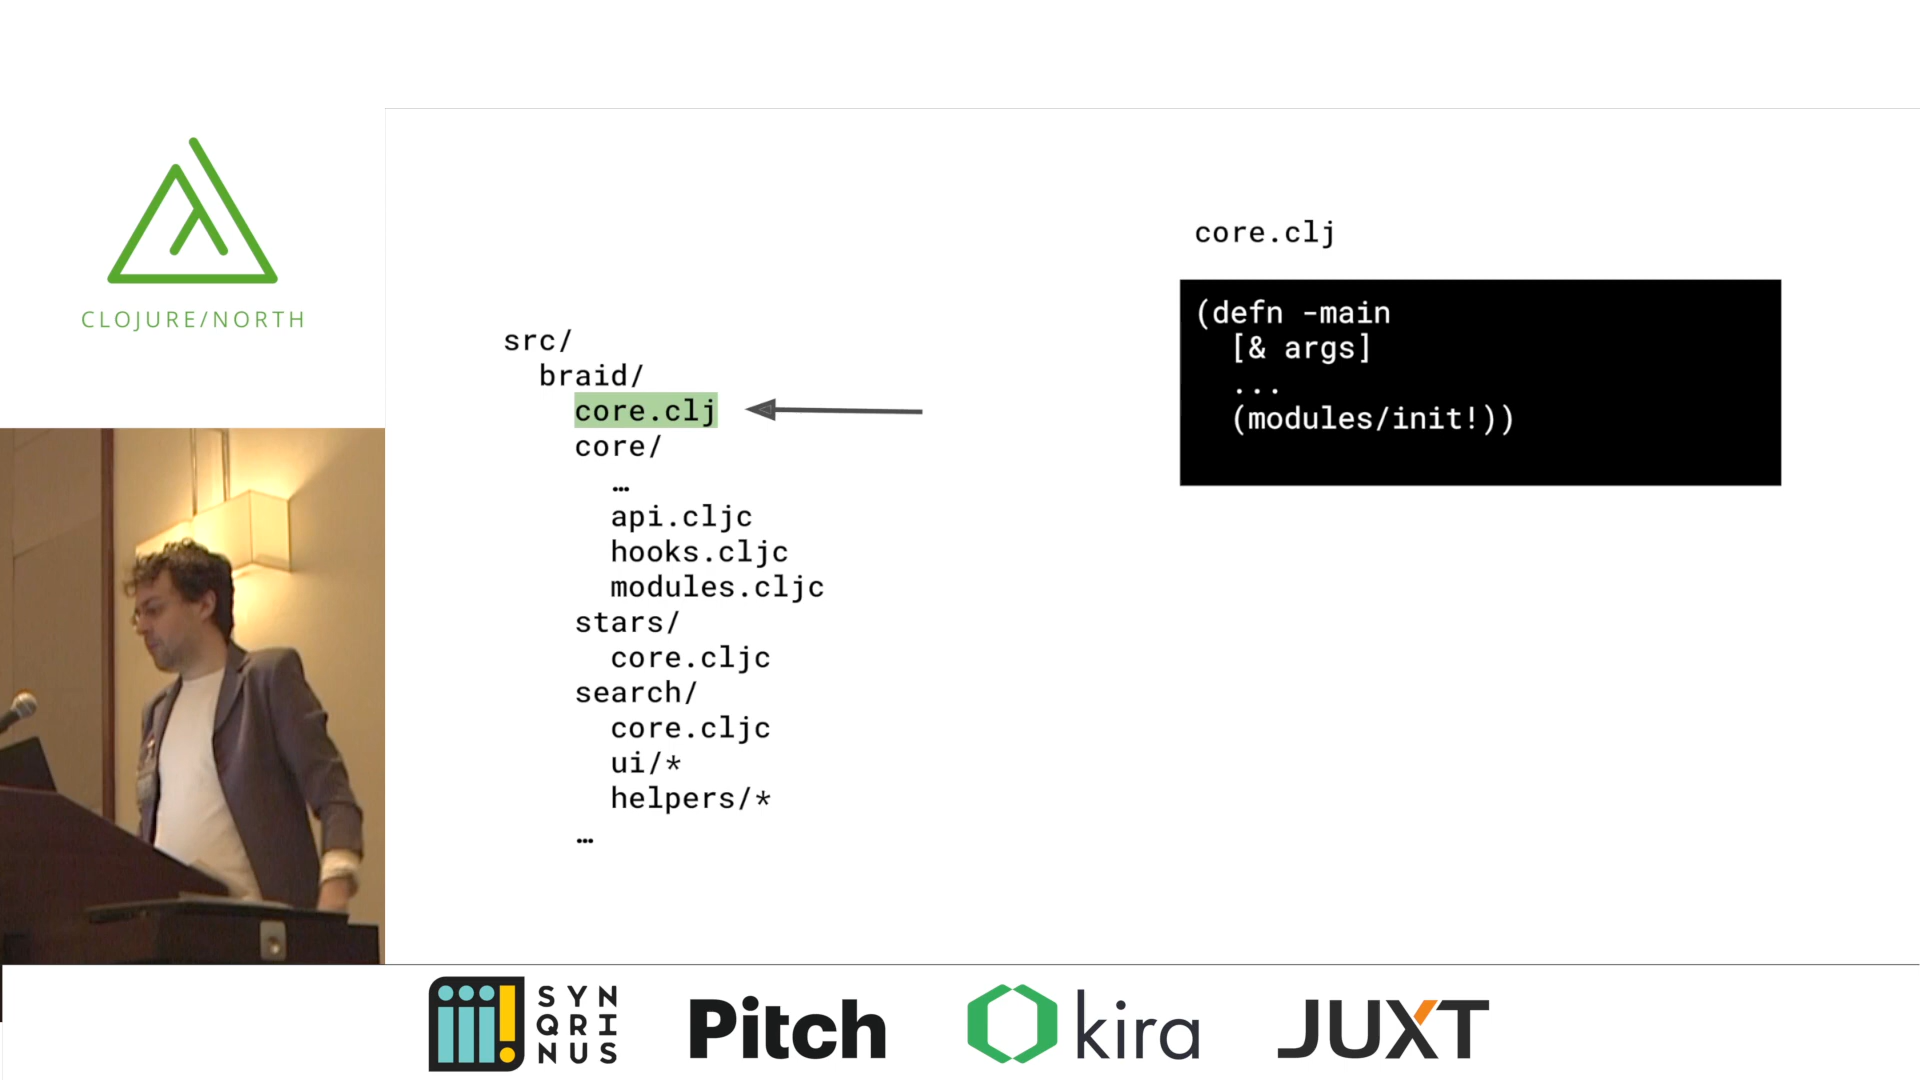 CLOJURE/NORTH
src/
braid/
core.clj
core/
…
api.cljc
hooks.cljc
modules.cljc
stars/
core.cljc
search/
core.cljc
ui/*
helpers/*
…
core.clj
(defn -main
[& args]
...
(modules/init!))
SYN
QRI
NUS
Pitch
kira
JUXT